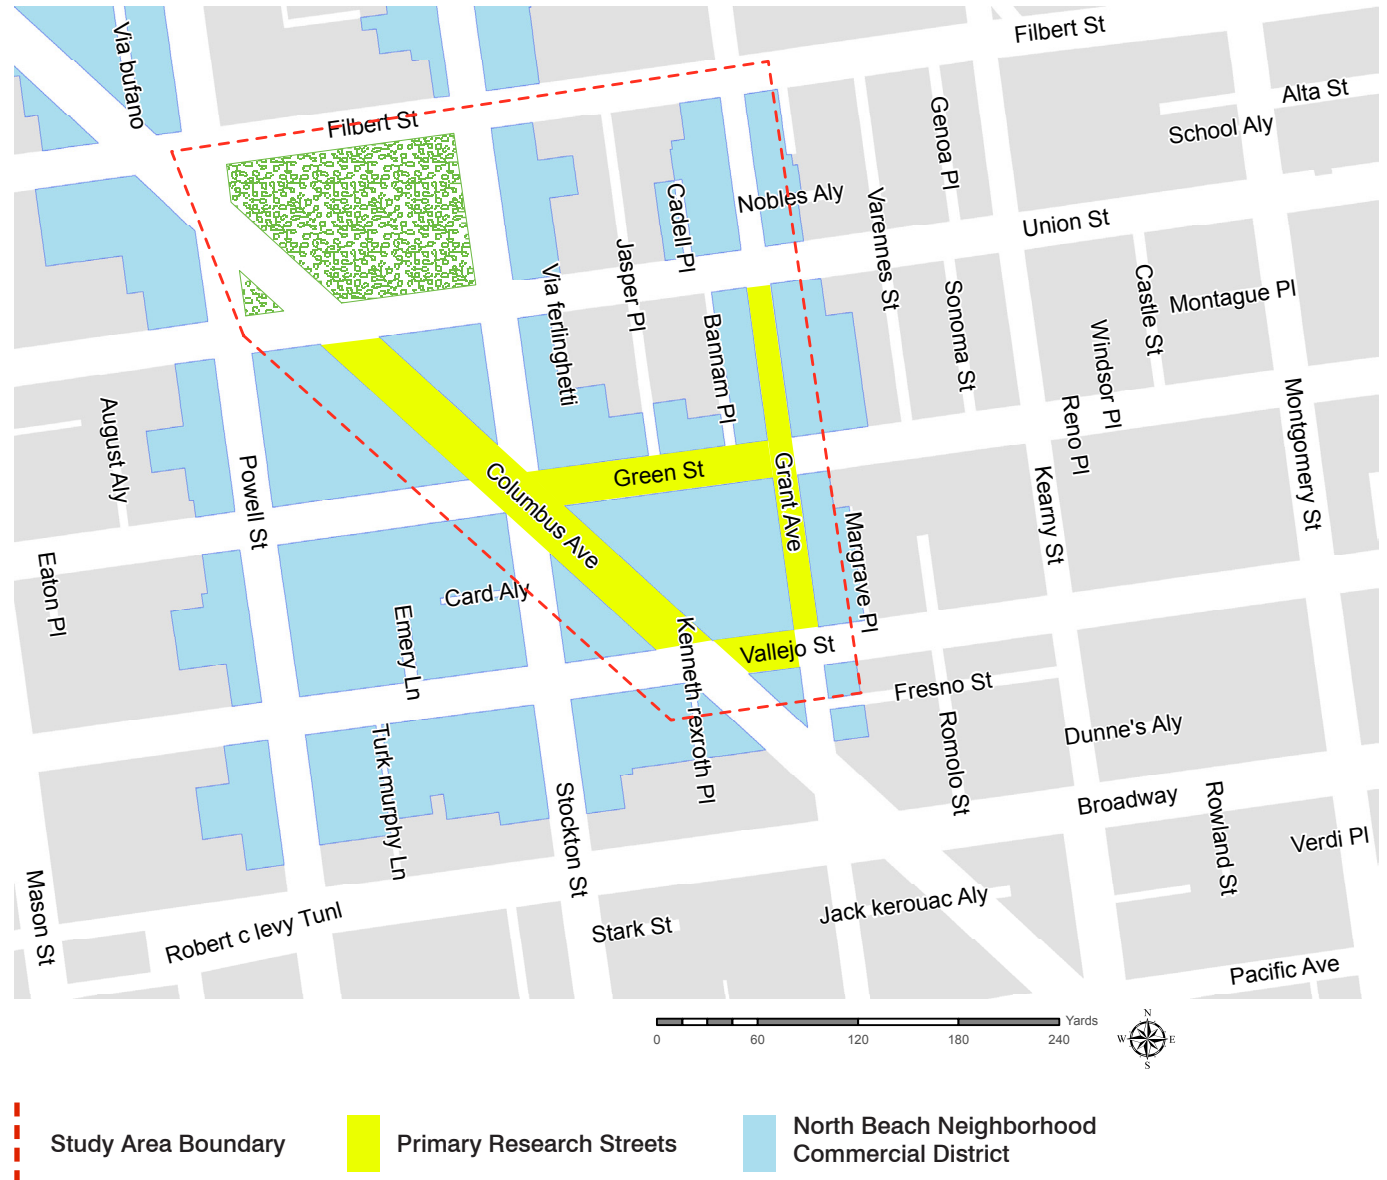 Via bufano
Filbert St
Filbert St
Alta St
School Aly
Genoa Pl
Nobles Aly
Cadell Pl
Varennes St
Union St
Jasper Pl
Via ferlinghetti
Sonoma St
Castle St
Montague Pl
Bannam Pl
Windsor Pl
Reno Pl
Montgomery St
August Aly
Powell St
Columbus Ave
Green St
Grant Ave
Kearny St
Margrave Pl
Eaton Pl
Card Aly
Emery Ln
Kenneth rexroth Pl
Vallejo St
Fresno St
Romolo St
Dunne's Aly
Turk murphy Ln
Stockton St
Broadway
Rowland St
Verdi Pl
Mason St
Robert c levy Tunl
Stark St
Jack kerouac Aly
Pacific Ave
Yards
0 60 120 180 240
N
W E
S
Study Area Boundary
Primary Research Streets
North Beach Neighborhood
Commercial District